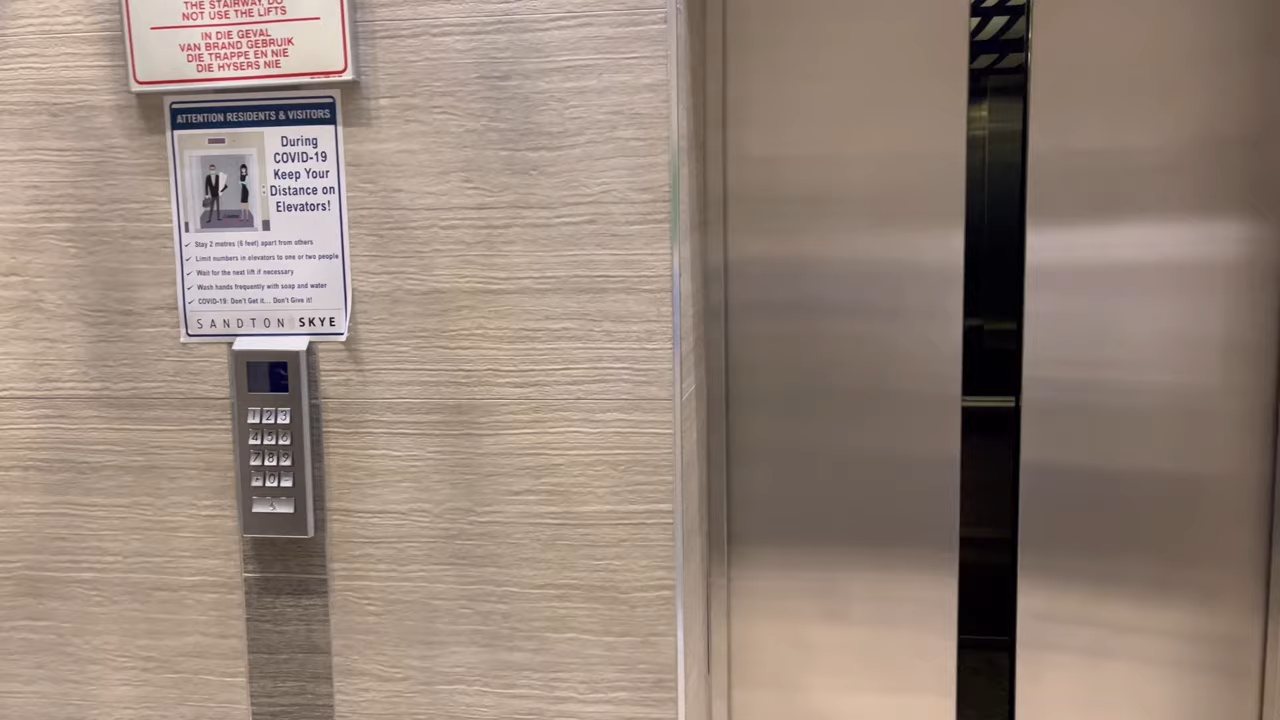 THE STAIRWAY, DO
NOT USE THE LIFTS
IN DIE GEVAL
VAN BRAND GEBRUIK
DIE TRAPPE EN NIE
DIE HYSERS NIE
ATTENTION RESIDENTS & VISITORS
During
COVID-19
Keep Your
Distance on
Elevators!
Stay 2 metres (6 feet) apart from others
Limit numbers in elevators to one or two people
Wait for the next lift if necessary
Wash hands frequently with soap and water
COVID-19: Don't Get it... Don't Give it!
SANDTON SKYE
1 2 3
4 5 6
7 8 9
0 -